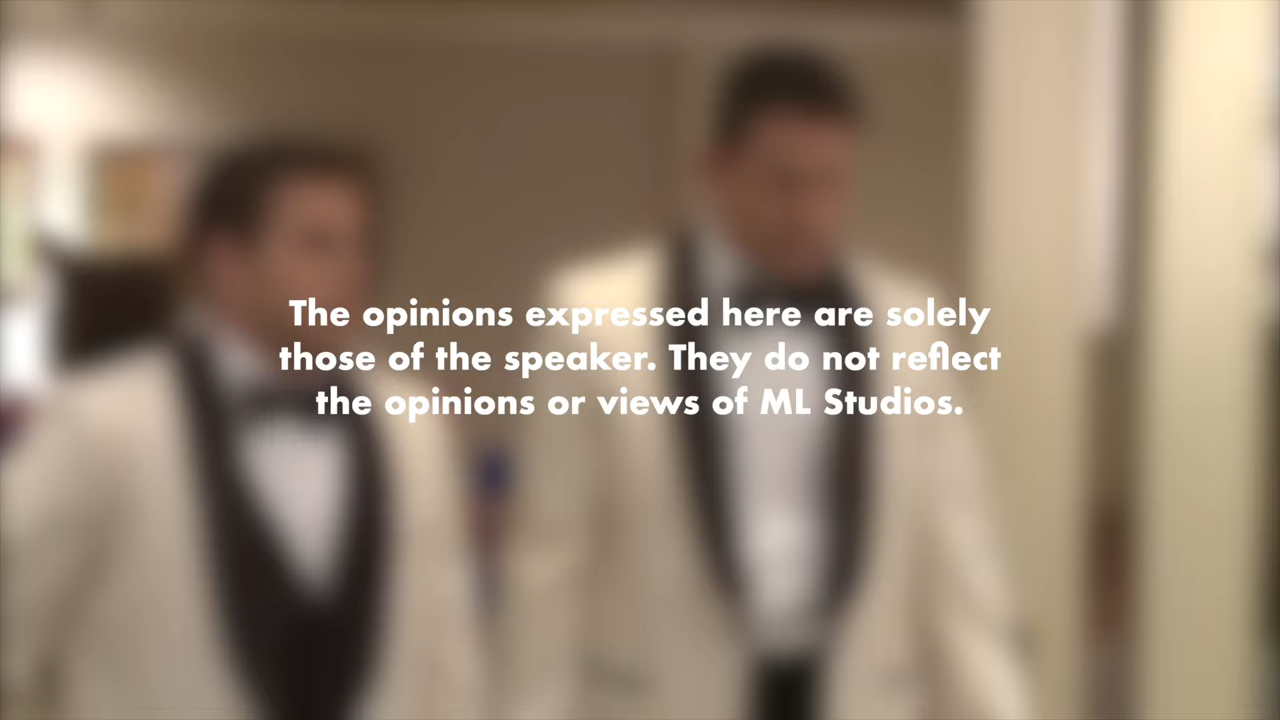 The opinions expressed here are solely
those of the speaker. They do not reflect
the opinions or views of ML Studios.